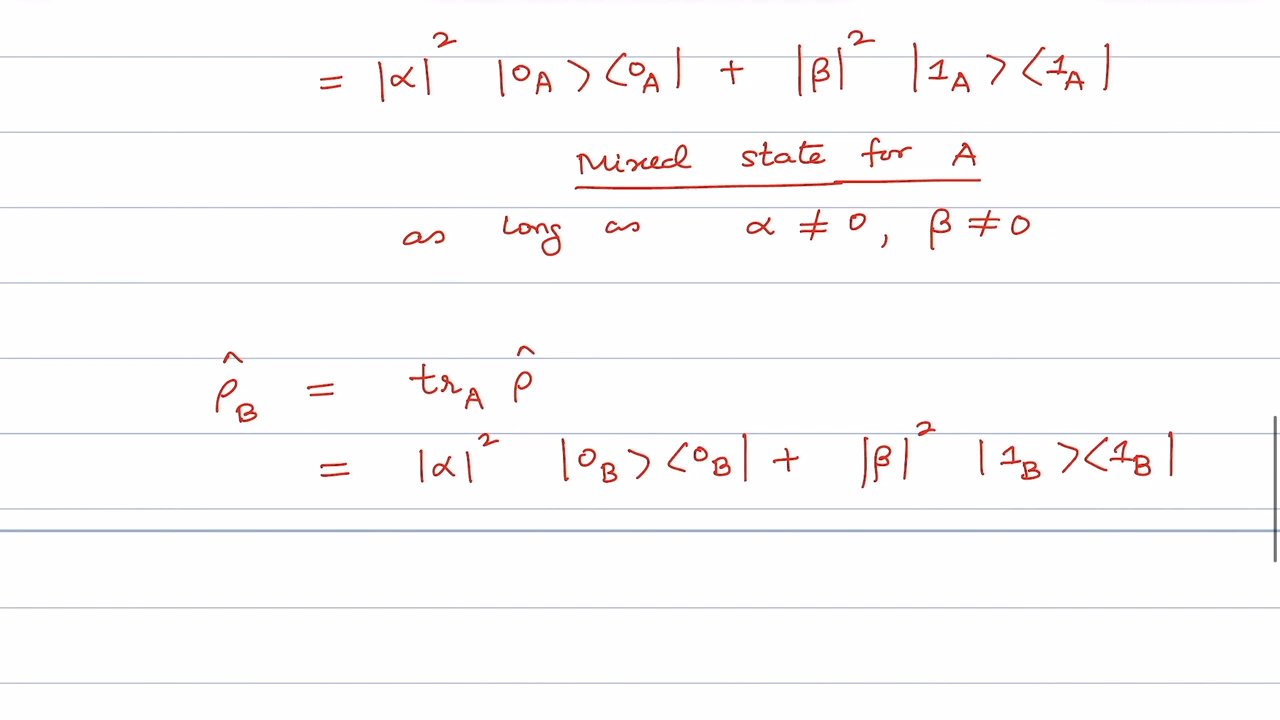 = |α|² |0_A><0_A| + |β|² |1_A><1_A|
Mixed state for A
as long as α ≠ 0, β ≠ 0
ρ̂_B = tr_A ρ̂
= |α|² |0_B><0_B| + |β|² |1_B><1_B|